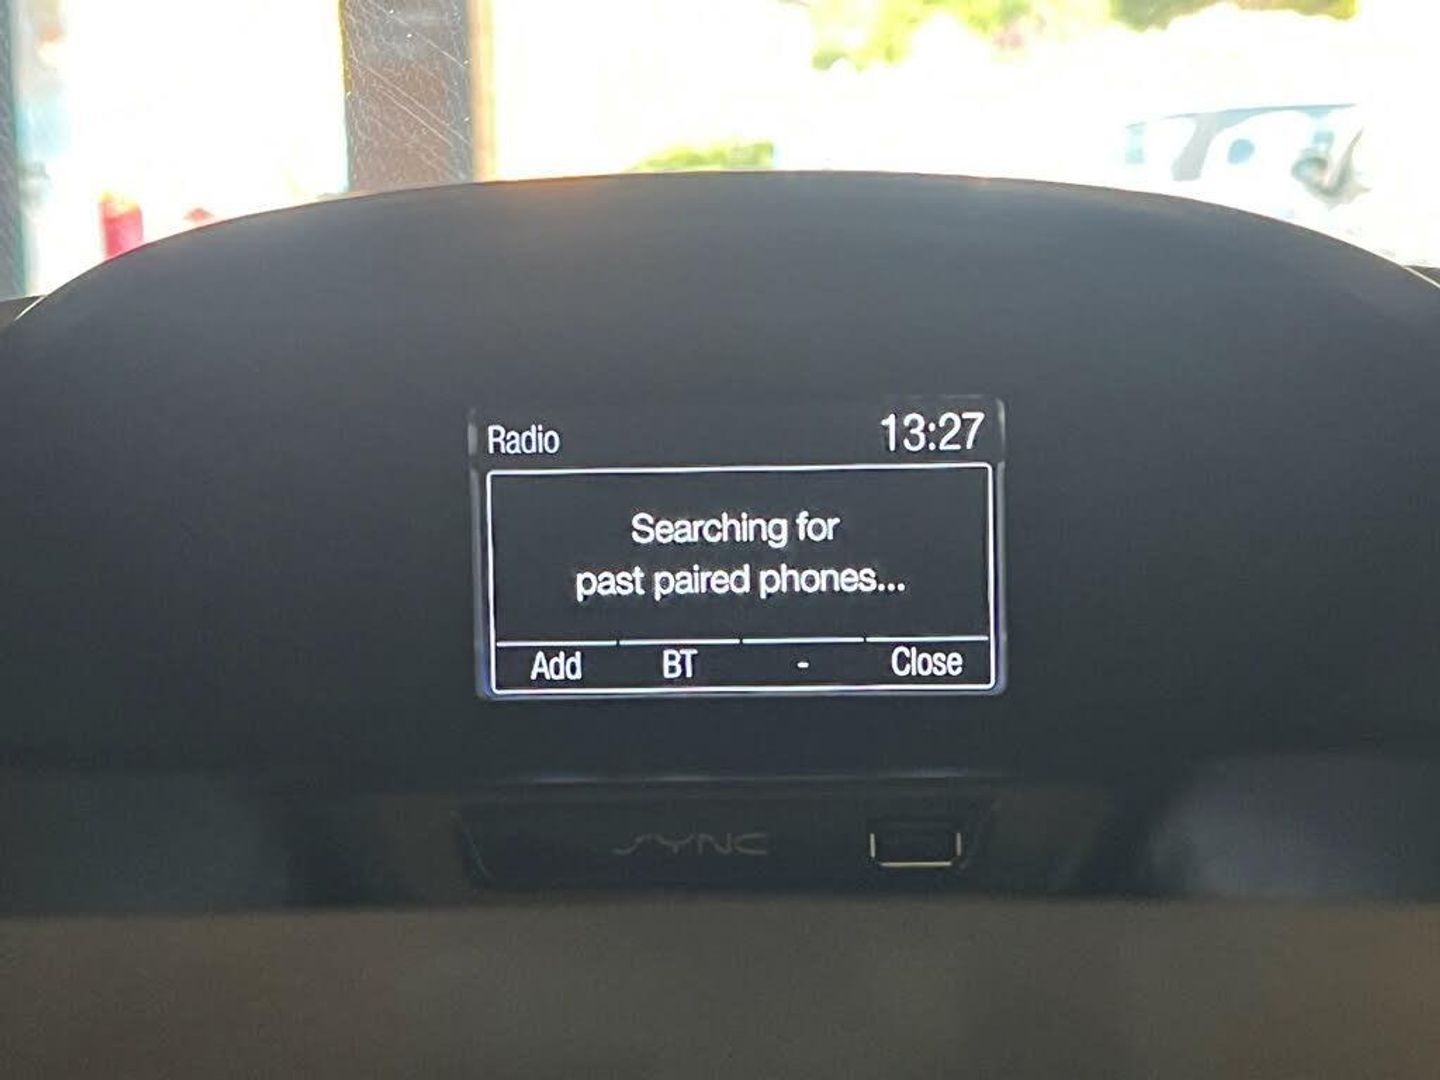 Radio 13:27
Searching for
past paired phones...
Add BT - Close
SYNC